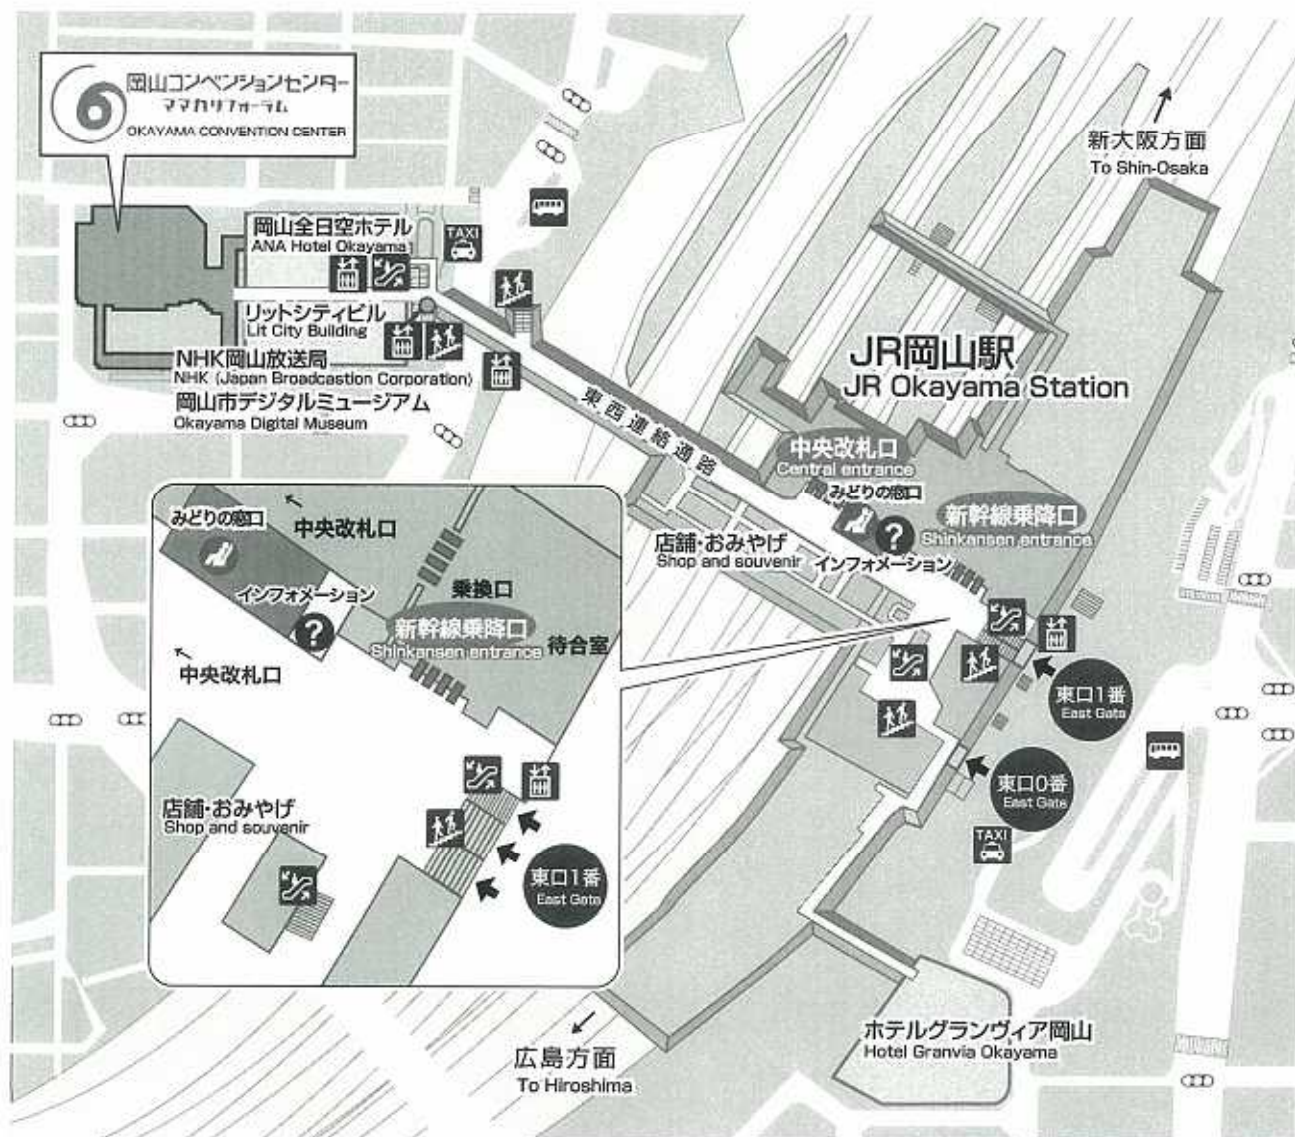 岡山コンベンションセンター
ママカリフォーラム
OKAYAMA CONVENTION CENTER
新大阪方面
To Shin-Osaka
岡山全日空ホテル
ANA Hotel Okayama
TAXI
リットシティビル
Lit City Building
NHK岡山放送局
NHK (Japan Broadcastion Corporation)
岡山市デジタルミュージアム
Okayama Digital Museum
JR岡山駅
JR Okayama Station
東西連絡通路
中央改札口
Central entrance
みどりの窓口
新幹線乗降口
Shinkansen entrance
?
インフォメーション
店舗・おみやげ
Shop and souvenir
東口1番
East Gate
東口0番
East Gate
TAXI
ホテルグランヴィア岡山
Hotel Granvia Okayama
広島方面
To Hiroshima
中央改札口
みどりの窓口
インフォメーション
?
乗換口
新幹線乗降口
Shinkansen entrance
待合室
中央改札口
店舗・おみやげ
Shop and souvenir
東口1番
East Gate